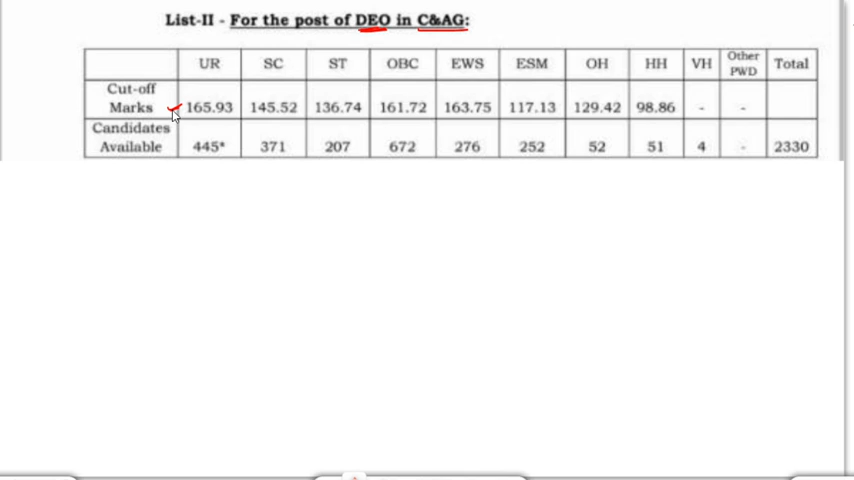 List-II - For the post of DEO in C&AG:
UR SC ST OBC EWS ESM OH HH VH Other PWD Total
Cut-off Marks 165.93 145.52 136.74 161.72 163.75 117.13 129.42 98.86 - -
Candidates Available 445* 371 207 672 276 252 52 51 4 - 2330